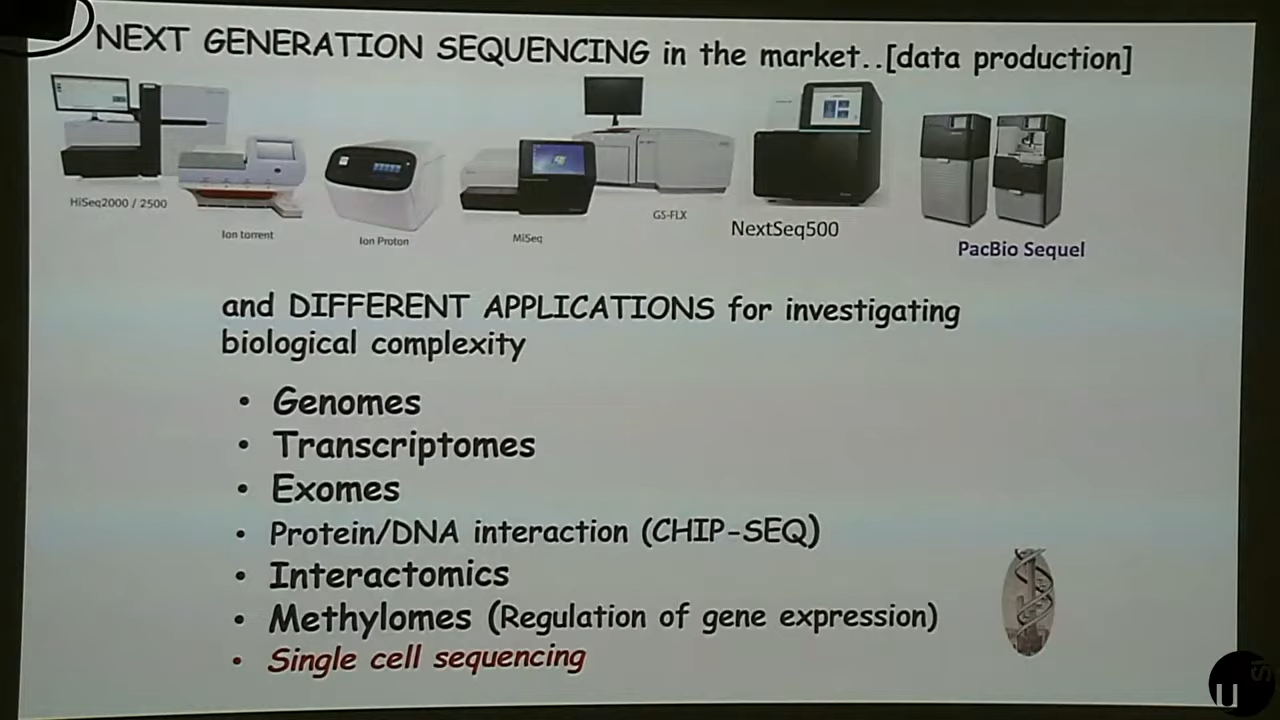 NEXT GENERATION SEQUENCING in the market..[data production]
HiSeq2000 / 2500
Ion torrent
Ion Proton
MiSeq
GS-FLX
NextSeq500
PacBio Sequel
and DIFFERENT APPLICATIONS for investigating
biological complexity
• Genomes
• Transcriptomes
• Exomes
• Protein/DNA interaction (CHIP-SEQ)
• Interactomics
• Methylomes (Regulation of gene expression)
• Single cell sequencing
U
SI